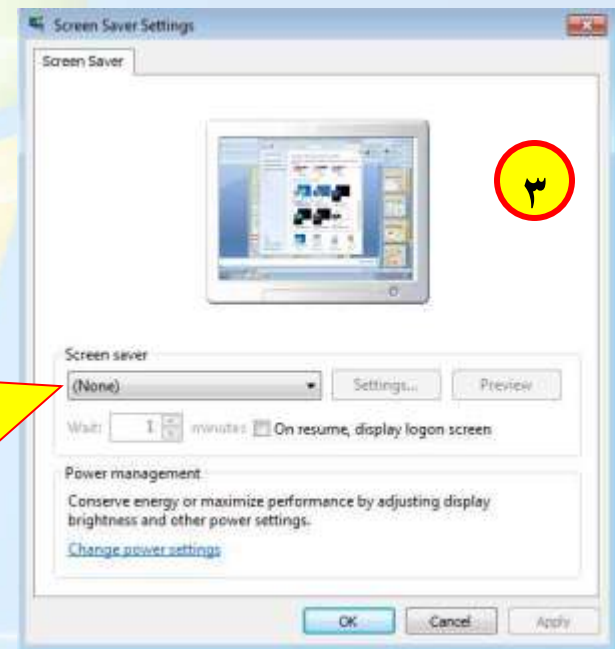 Screen Saver Settings
Screen Saver
٣
Screen saver
(None)
Settings...
Preview
Wait: 1 minutes On resume, display logon screen
Power management
Conserve energy or maximize performance by adjusting display
brightness and other power settings.
Change power settings
OK
Cancel
Apply